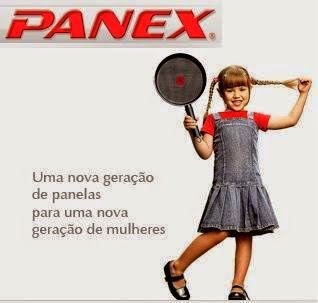 PANEX®
Uma nova geração
de panelas
para uma nova
geração de mulheres